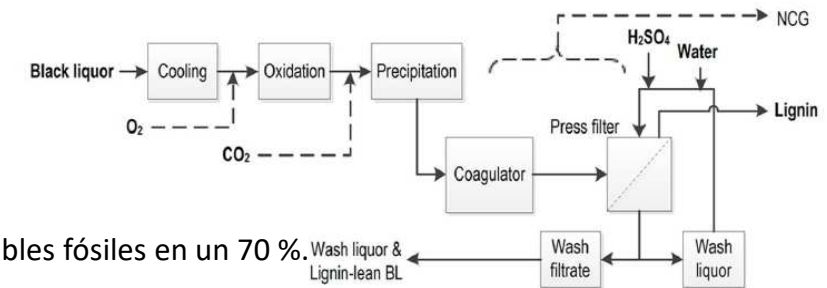 NCG
H₂SO₄
Water
Black liquor
Cooling
Oxidation
Precipitation
Lignin
O₂
Press filter
CO₂
Coagulator
bles fósiles en un 70 %.
Wash liquor &
Lignin-lean BL
Wash
filtrate
Wash
liquor